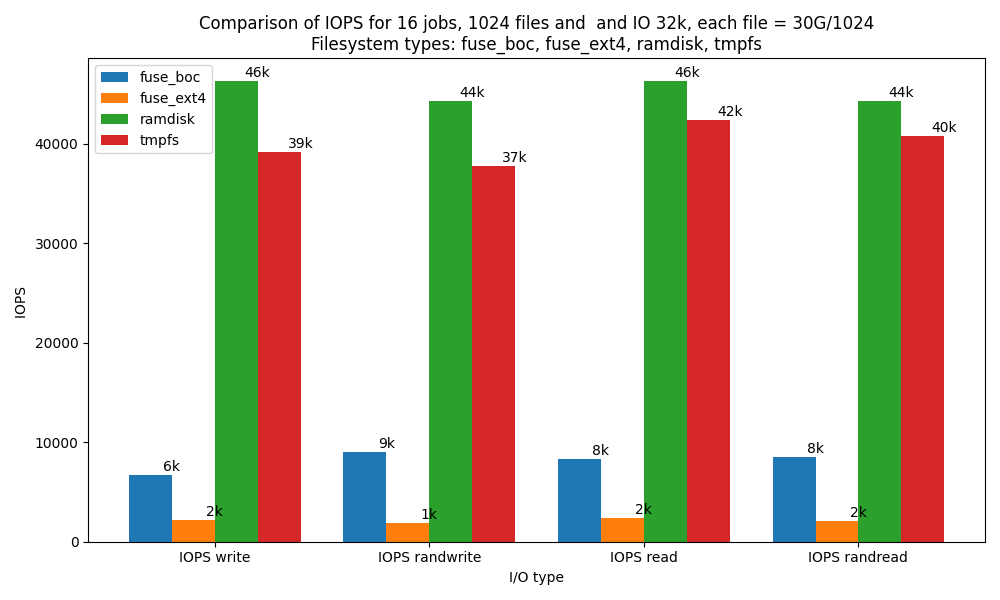 Comparison of IOPS for 16 jobs, 1024 files and  and IO 32k, each file = 30G/1024
Filesystem types: fuse_boc, fuse_ext4, ramdisk, tmpfs
fuse_boc
fuse_ext4
ramdisk
tmpfs
IOPS
40000
30000
20000
10000
0
6k
2k
46k
39k
9k
1k
44k
37k
8k
2k
46k
42k
8k
2k
44k
40k
IOPS write
IOPS randwrite
IOPS read
IOPS randread
I/O type